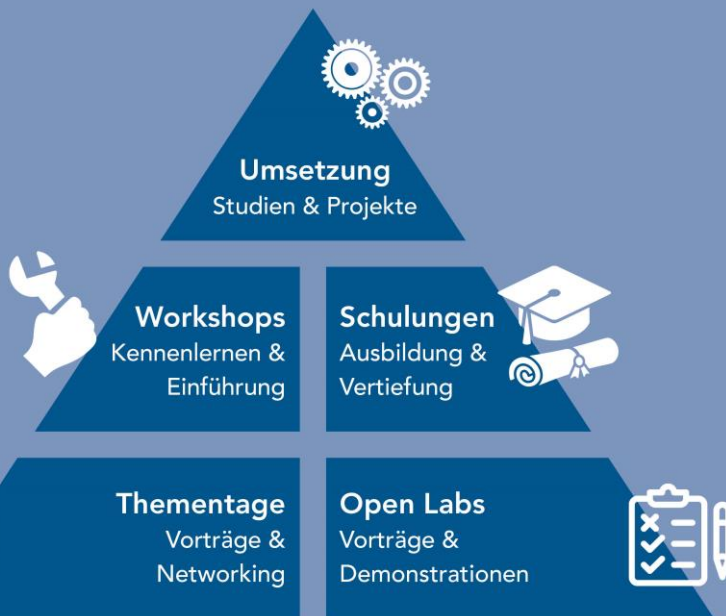 Umsetzung
Studien & Projekte
Workshops
Kennenlernen &
Einführung
Schulungen
Ausbildung &
Vertiefung
Thementage
Vorträge &
Networking
Open Labs
Vorträge &
Demonstrationen